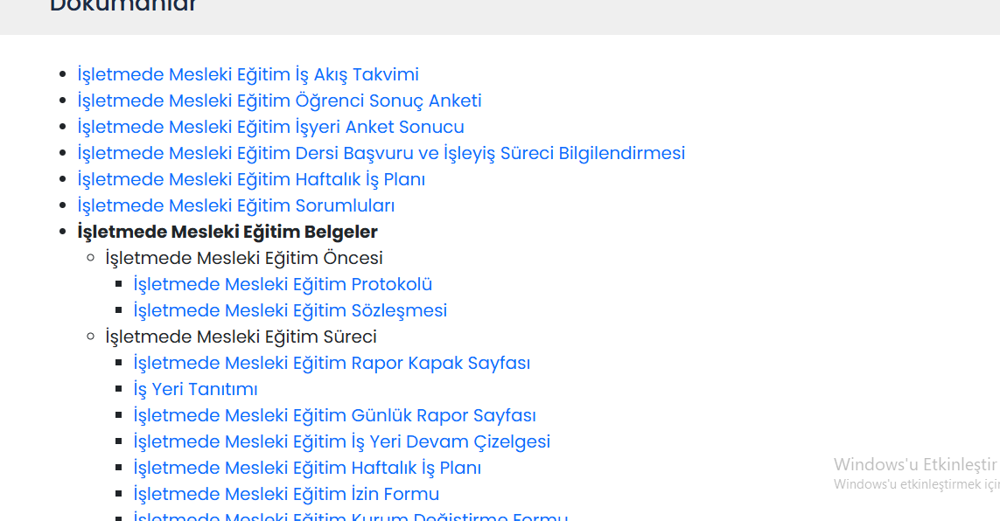 Dokümanlar
İşletmede Mesleki Eğitim İş Akış Takvimi
İşletmede Mesleki Eğitim Öğrenci Sonuç Anketi
İşletmede Mesleki Eğitim İşyeri Anket Sonucu
İşletmede Mesleki Eğitim Dersi Başvuru ve İşleyiş Süreci Bilgilendirmesi
İşletmede Mesleki Eğitim Haftalık İş Planı
İşletmede Mesleki Eğitim Sorumluları
İşletmede Mesleki Eğitim Belgeler
İşletmede Mesleki Eğitim Öncesi
İşletmede Mesleki Eğitim Protokolü
İşletmede Mesleki Eğitim Sözleşmesi
İşletmede Mesleki Eğitim Süreci
İşletmede Mesleki Eğitim Rapor Kapak Sayfası
İş Yeri Tanıtımı
İşletmede Mesleki Eğitim Günlük Rapor Sayfası
İşletmede Mesleki Eğitim İş Yeri Devam Çizelgesi
İşletmede Mesleki Eğitim Haftalık İş Planı
İşletmede Mesleki Eğitim İzin Formu
İşletmede Mesleki Eğitim Kurum Değiştirme Formu
Windows'u Etkinleştir
Windows'u etkinleştirmek için